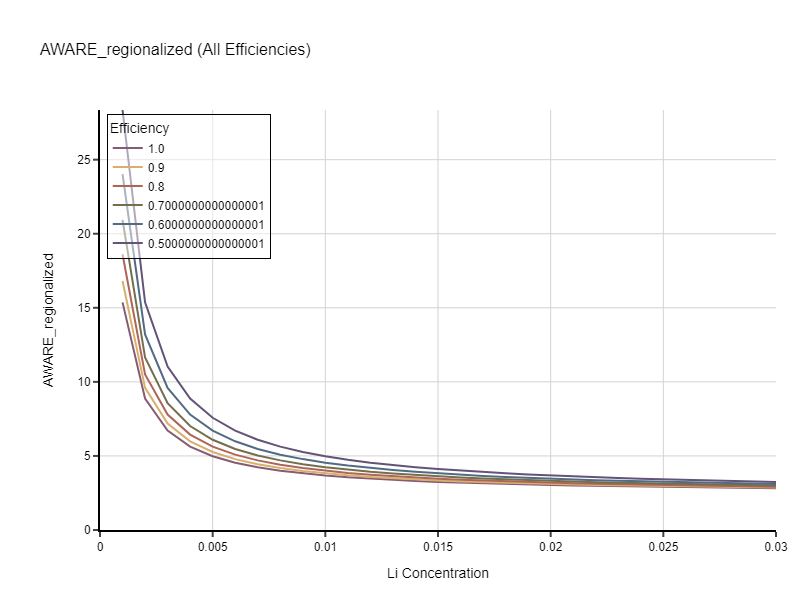 AWARE_regionalized (All Efficiencies)
Efficiency
1.0
0.9
0.8
0.7000000000000001
0.6000000000000001
0.5000000000000001
25
20
15
10
5
0
AWARE_regionalized
0 0.005 0.01 0.015 0.02 0.025 0.03
Li Concentration